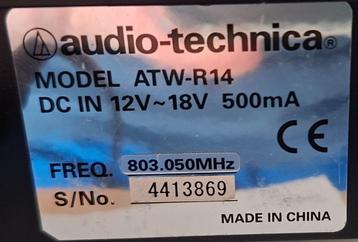 audio-technica®
MODEL ATW-R14
DC IN 12V~18V 500mA
CE
FREQ. 803.050MHz
S/No. 4413869
MADE IN CHINA